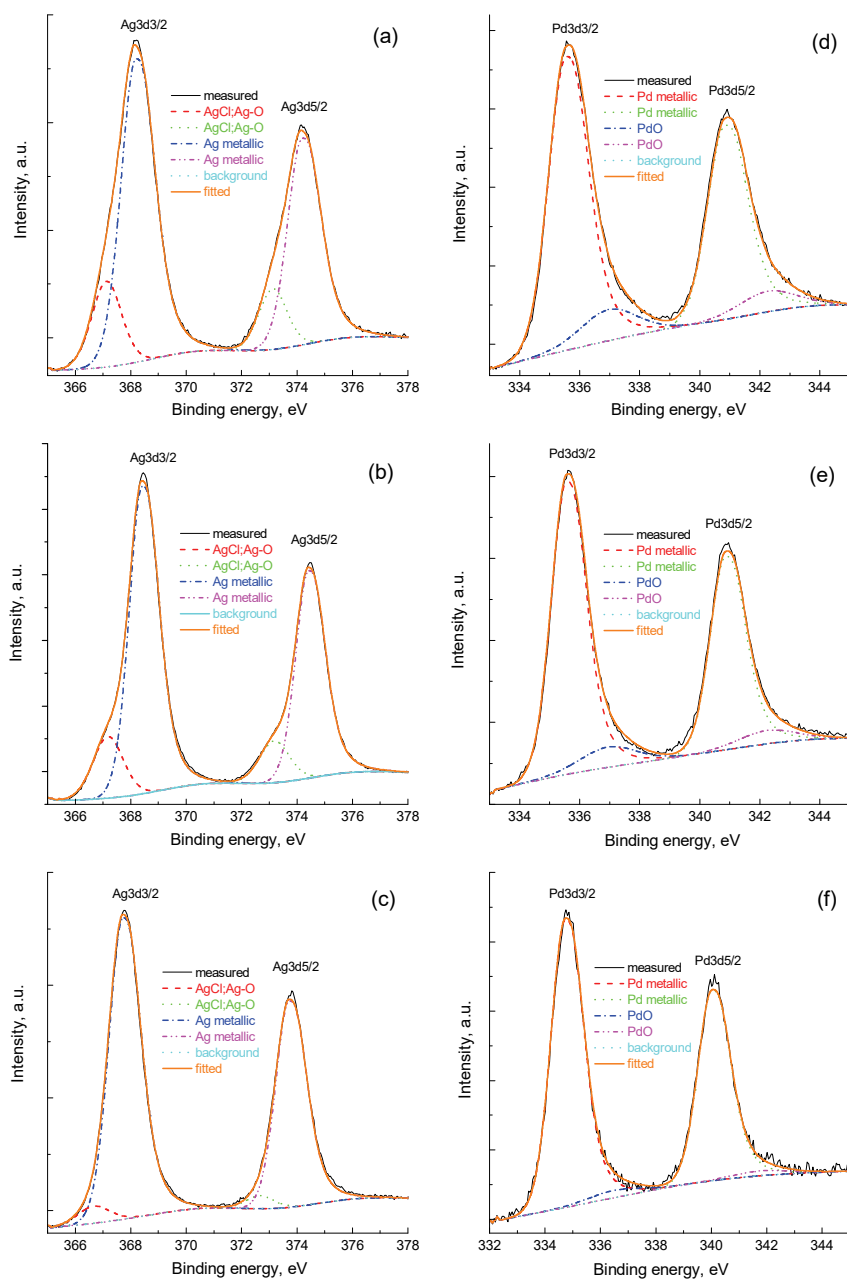 (a)
Ag3d3/2
Ag3d5/2
measured
AgCl;Ag-O
AgCl;Ag-O
Ag metallic
Ag metallic
background
fitted
Intensity, a.u.
366 368 370 372 374 376 378
Binding energy, eV
(d)
Pd3d3/2
Pd3d5/2
measured
Pd metallic
Pd metallic
PdO
PdO
background
fitted
Intensity, a.u.
334 336 338 340 342 344
Binding energy, eV
(b)
Ag3d3/2
Ag3d5/2
measured
AgCl;Ag-O
AgCl;Ag-O
Ag metallic
Ag metallic
background
fitted
Intensity, a.u.
366 368 370 372 374 376 378
Binding energy, eV
(e)
Pd3d3/2
Pd3d5/2
measured
Pd metallic
Pd metallic
PdO
PdO
background
fitted
Intensity, a.u.
334 336 338 340 342 344
Binding energy, eV
(c)
Ag3d3/2
Ag3d5/2
measured
AgCl;Ag-O
AgCl;Ag-O
Ag metallic
Ag metallic
background
fitted
Intensity, a.u.
366 368 370 372 374 376 378
Binding energy, eV
(f)
Pd3d3/2
Pd3d5/2
measured
Pd metallic
Pd metallic
PdO
PdO
background
fitted
Intensity, a.u.
332 334 336 338 340 342 344
Binding energy, eV